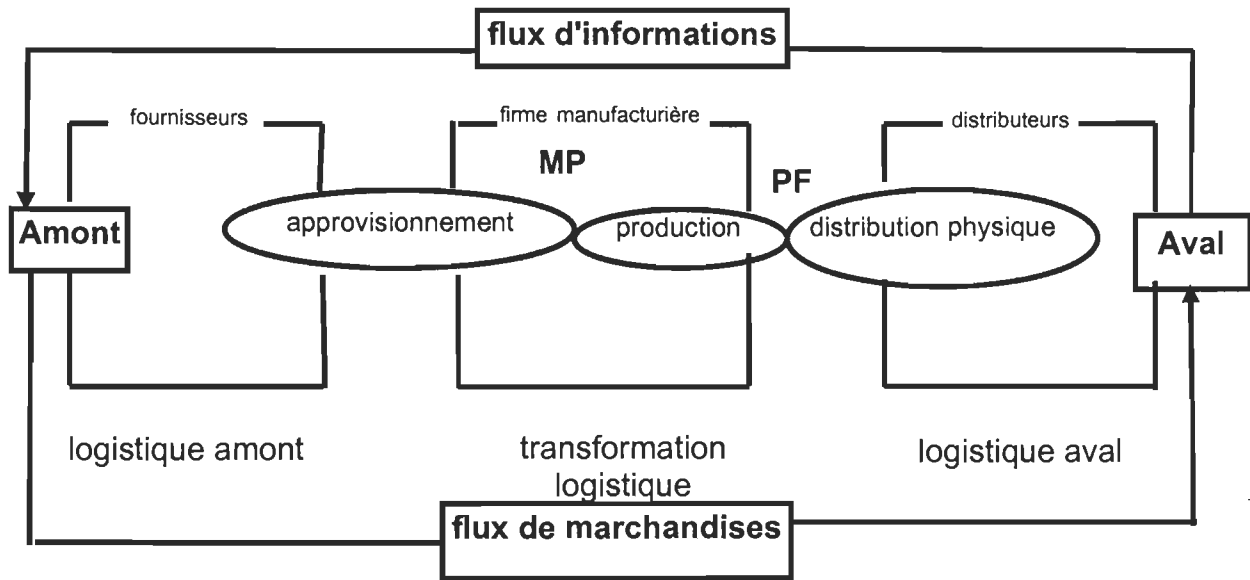 flux d'informations
fournisseurs
firme manufacturière
distributeurs
MP
PF
Amont
approvisionnement
production
distribution physique
Aval
logistique amont
transformation
logistique
logistique aval
flux de marchandises